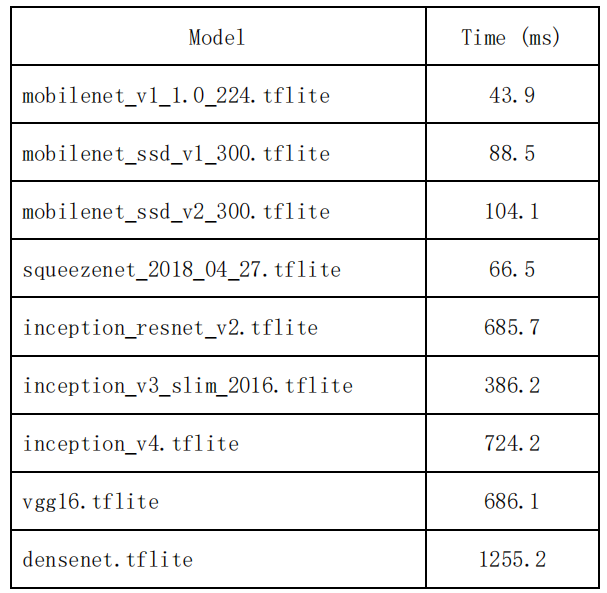 Model Time (ms)
mobilenet_v1_1.0_224.tflite 43.9
mobilenet_ssd_v1_300.tflite 88.5
mobilenet_ssd_v2_300.tflite 104.1
squeezenet_2018_04_27.tflite 66.5
inception_resnet_v2.tflite 685.7
inception_v3_slim_2016.tflite 386.2
inception_v4.tflite 724.2
vgg16.tflite 686.1
densenet.tflite 1255.2